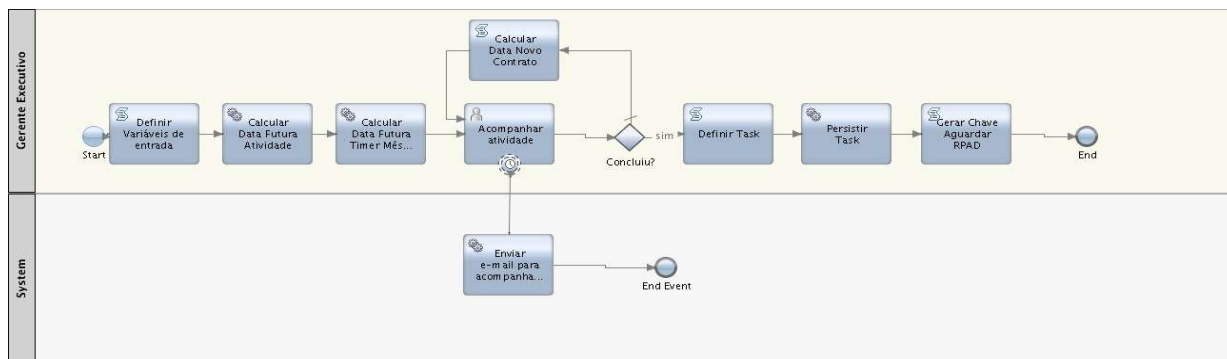 Gerente Executivo
Start
Definir
Variáveis de
entrada
Calcular
Data Futura
Atividade
Calcular
Data Futura
Timer Mês...
Calcular
Data Novo
Contrato
Acompanhar
atividade
Concluiu?
sim
Definir Task
Persistir
Task
Gerar Chave
Aguardar
RPAD
End
System
Enviar
e-mail para
acompanha...
End Event